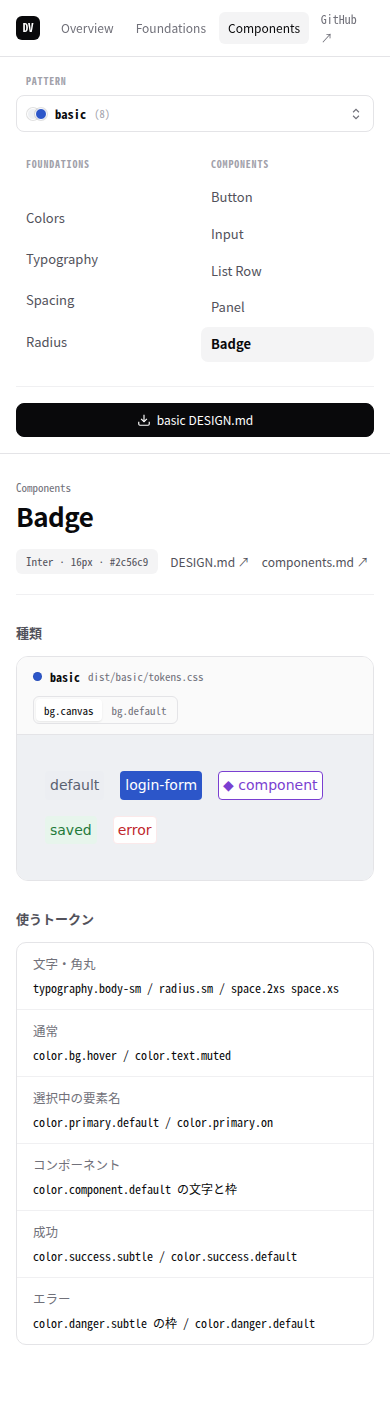 DV Overview Foundations Components GitHub ↗
PATTERN
basic (8)
FOUNDATIONS
Colors
Typography
Spacing
Radius
COMPONENTS
Button
Input
List Row
Panel
Badge
basic DESIGN.md
Components
Badge
Inter · 16px · #2c56c9 DESIGN.md ↗ components.md ↗
種類
basic dist/basic/tokens.css
bg.canvas bg.default
default login-form ◆ component
saved error
使うトークン
文字・角丸
typography.body-sm / radius.sm / space.2xs space.xs
通常
color.bg.hover / color.text.muted
選択中の要素名
color.primary.default / color.primary.on
コンポーネント
color.component.default の文字と枠
成功
color.success.subtle / color.success.default
エラー
color.danger.subtle の枠 / color.danger.default